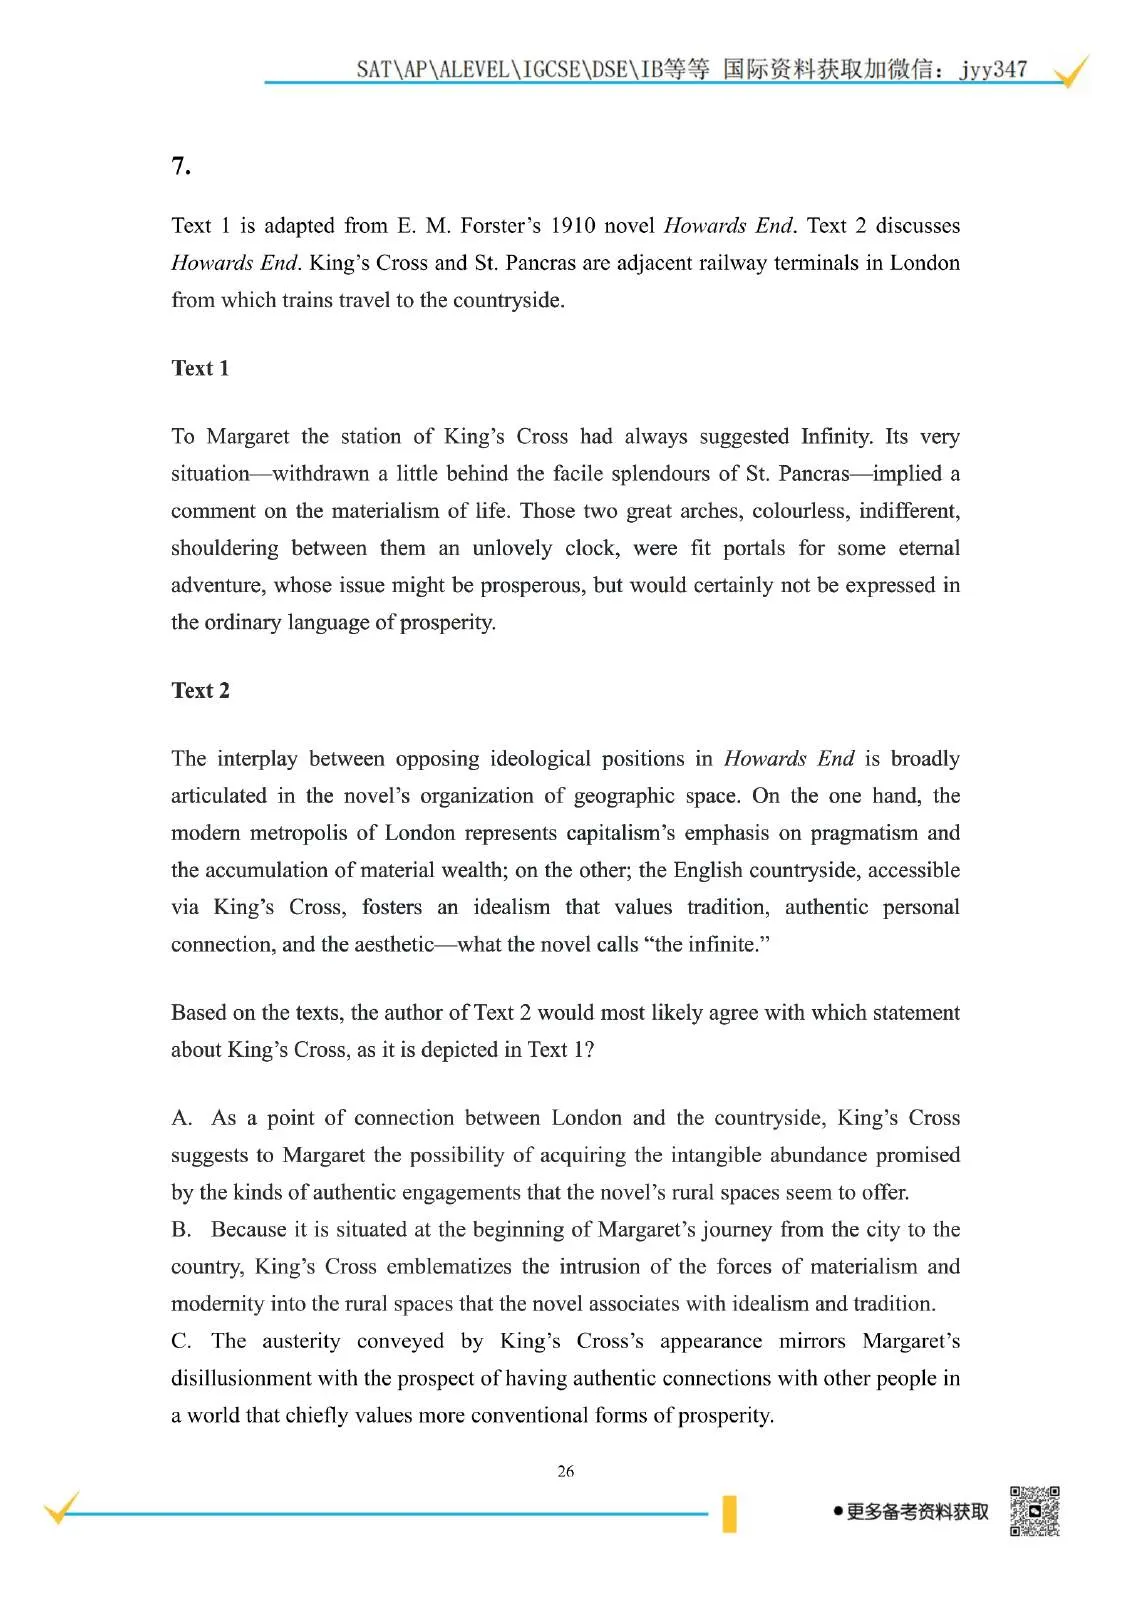 SAT\AP\ALEVEL\IGCSE\DSE\IB等等 国际资料获取加微信：jyy347
7.
Text 1 is adapted from E. M. Forster’s 1910 novel Howards End. Text 2 discusses
Howards End. King’s Cross and St. Pancras are adjacent railway terminals in London
from which trains travel to the countryside.
Text 1
To Margaret the station of King’s Cross had always suggested Infinity. Its very
situation—withdrawn a little behind the facile splendours of St. Pancras—implied a
comment on the materialism of life. Those two great arches, colourless, indifferent,
shouldering between them an unlovely clock, were fit portals for some eternal
adventure, whose issue might be prosperous, but would certainly not be expressed in
the ordinary language of prosperity.
Text 2
The interplay between opposing ideological positions in Howards End is broadly
articulated in the novel’s organization of geographic space. On the one hand, the
modern metropolis of London represents capitalism’s emphasis on pragmatism and
the accumulation of material wealth; on the other; the English countryside, accessible
via King’s Cross, fosters an idealism that values tradition, authentic personal
connection, and the aesthetic—what the novel calls “the infinite.”
Based on the texts, the author of Text 2 would most likely agree with which statement
about King’s Cross, as it is depicted in Text 1?
A. As a point of connection between London and the countryside, King’s Cross
suggests to Margaret the possibility of acquiring the intangible abundance promised
by the kinds of authentic engagements that the novel’s rural spaces seem to offer.
B. Because it is situated at the beginning of Margaret’s journey from the city to the
country, King’s Cross emblematizes the intrusion of the forces of materialism and
modernity into the rural spaces that the novel associates with idealism and tradition.
C. The austerity conveyed by King’s Cross’s appearance mirrors Margaret’s
disillusionment with the prospect of having authentic connections with other people in
a world that chiefly values more conventional forms of prosperity.
26
●更多备考资料获取